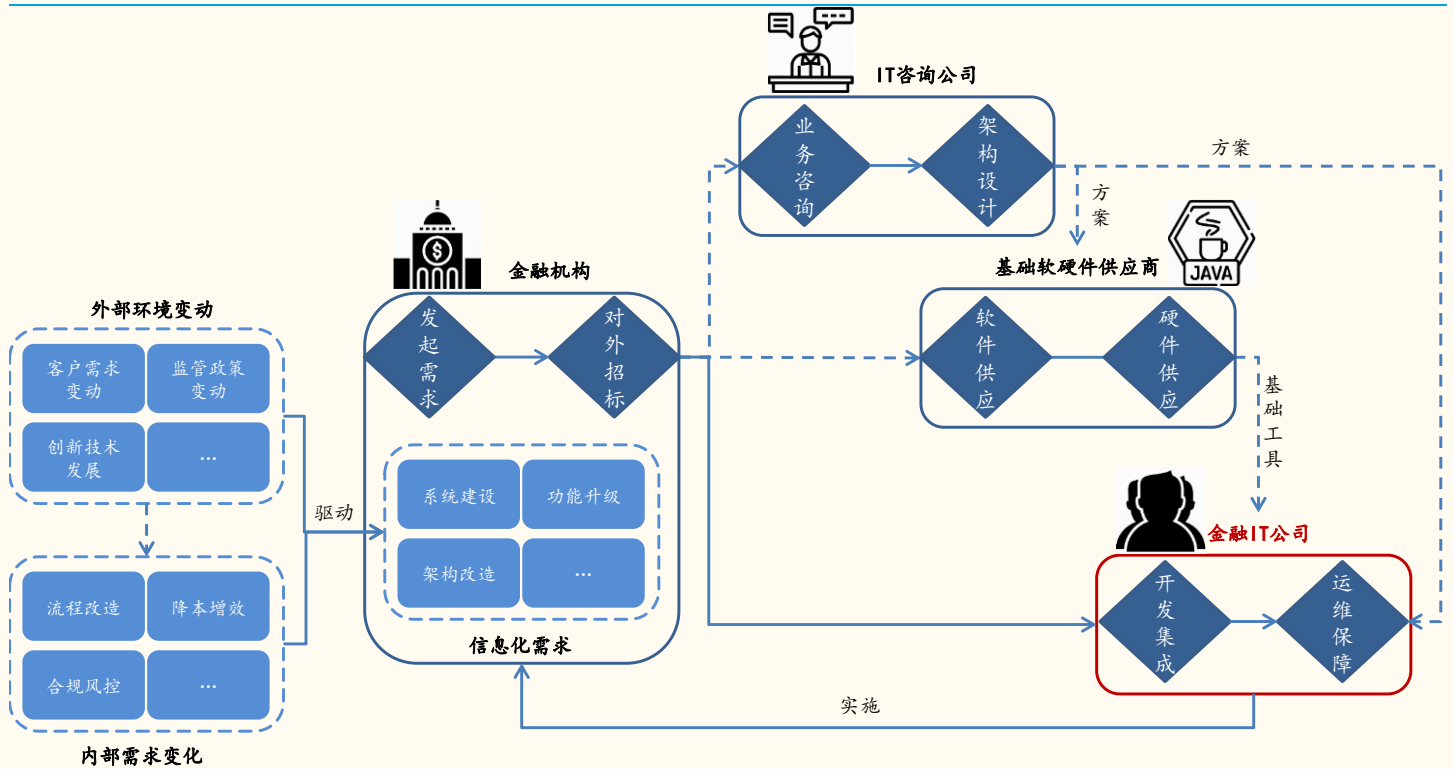 IT咨询公司
业务咨询
架构设计
方案
方案
基础软硬件供应商
JAVA
软件供应
硬件供应
基础工具
金融机构
$
发起需求
对外招标
系统建设
功能升级
架构改造
...
信息化需求
外部环境变动
客户需求
变动
监管政策
变动
创新技术
发展
...
驱动
流程改造
降本增效
合规风控
...
内部需求变化
金融IT公司
开发集成
运维保障
实施